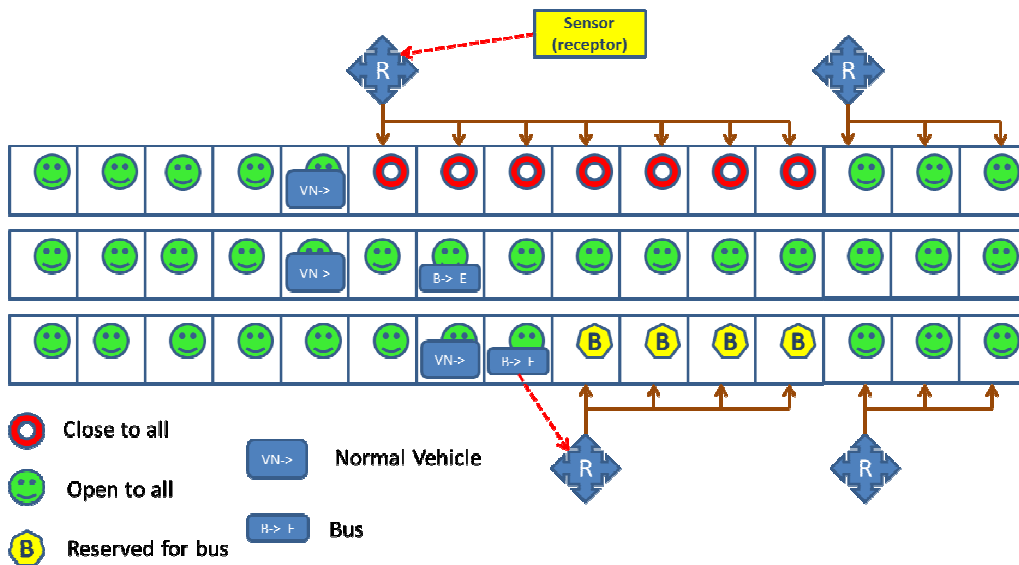 Sensor
(receptor)
R
R
VN->
VN->
B-> E
B
B
B
B
VN->
B-> F
R
R
Close to all
VN->
Normal Vehicle
Open to all
B-> F
Bus
B
Reserved for bus